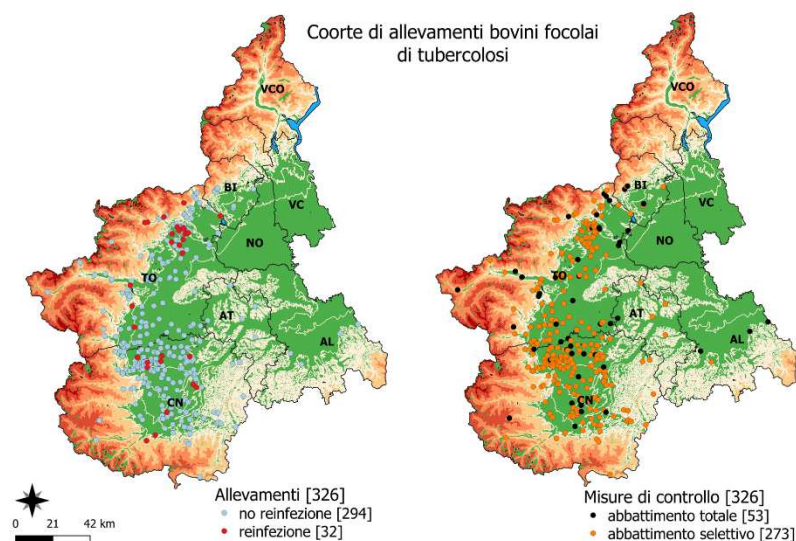 Coorte di allevamenti bovini focolai
di tubercolosi
VCO
BI
VC
NO
TO
AT
AL
CN
VCO
BI
VC
NO
TO
AT
AL
CN
0 21 42 km
Allevamenti [326]
no reinfezione [294]
reinfezione [32]
Misure di controllo [326]
abbattimento totale [53]
abbattimento selettivo [273]